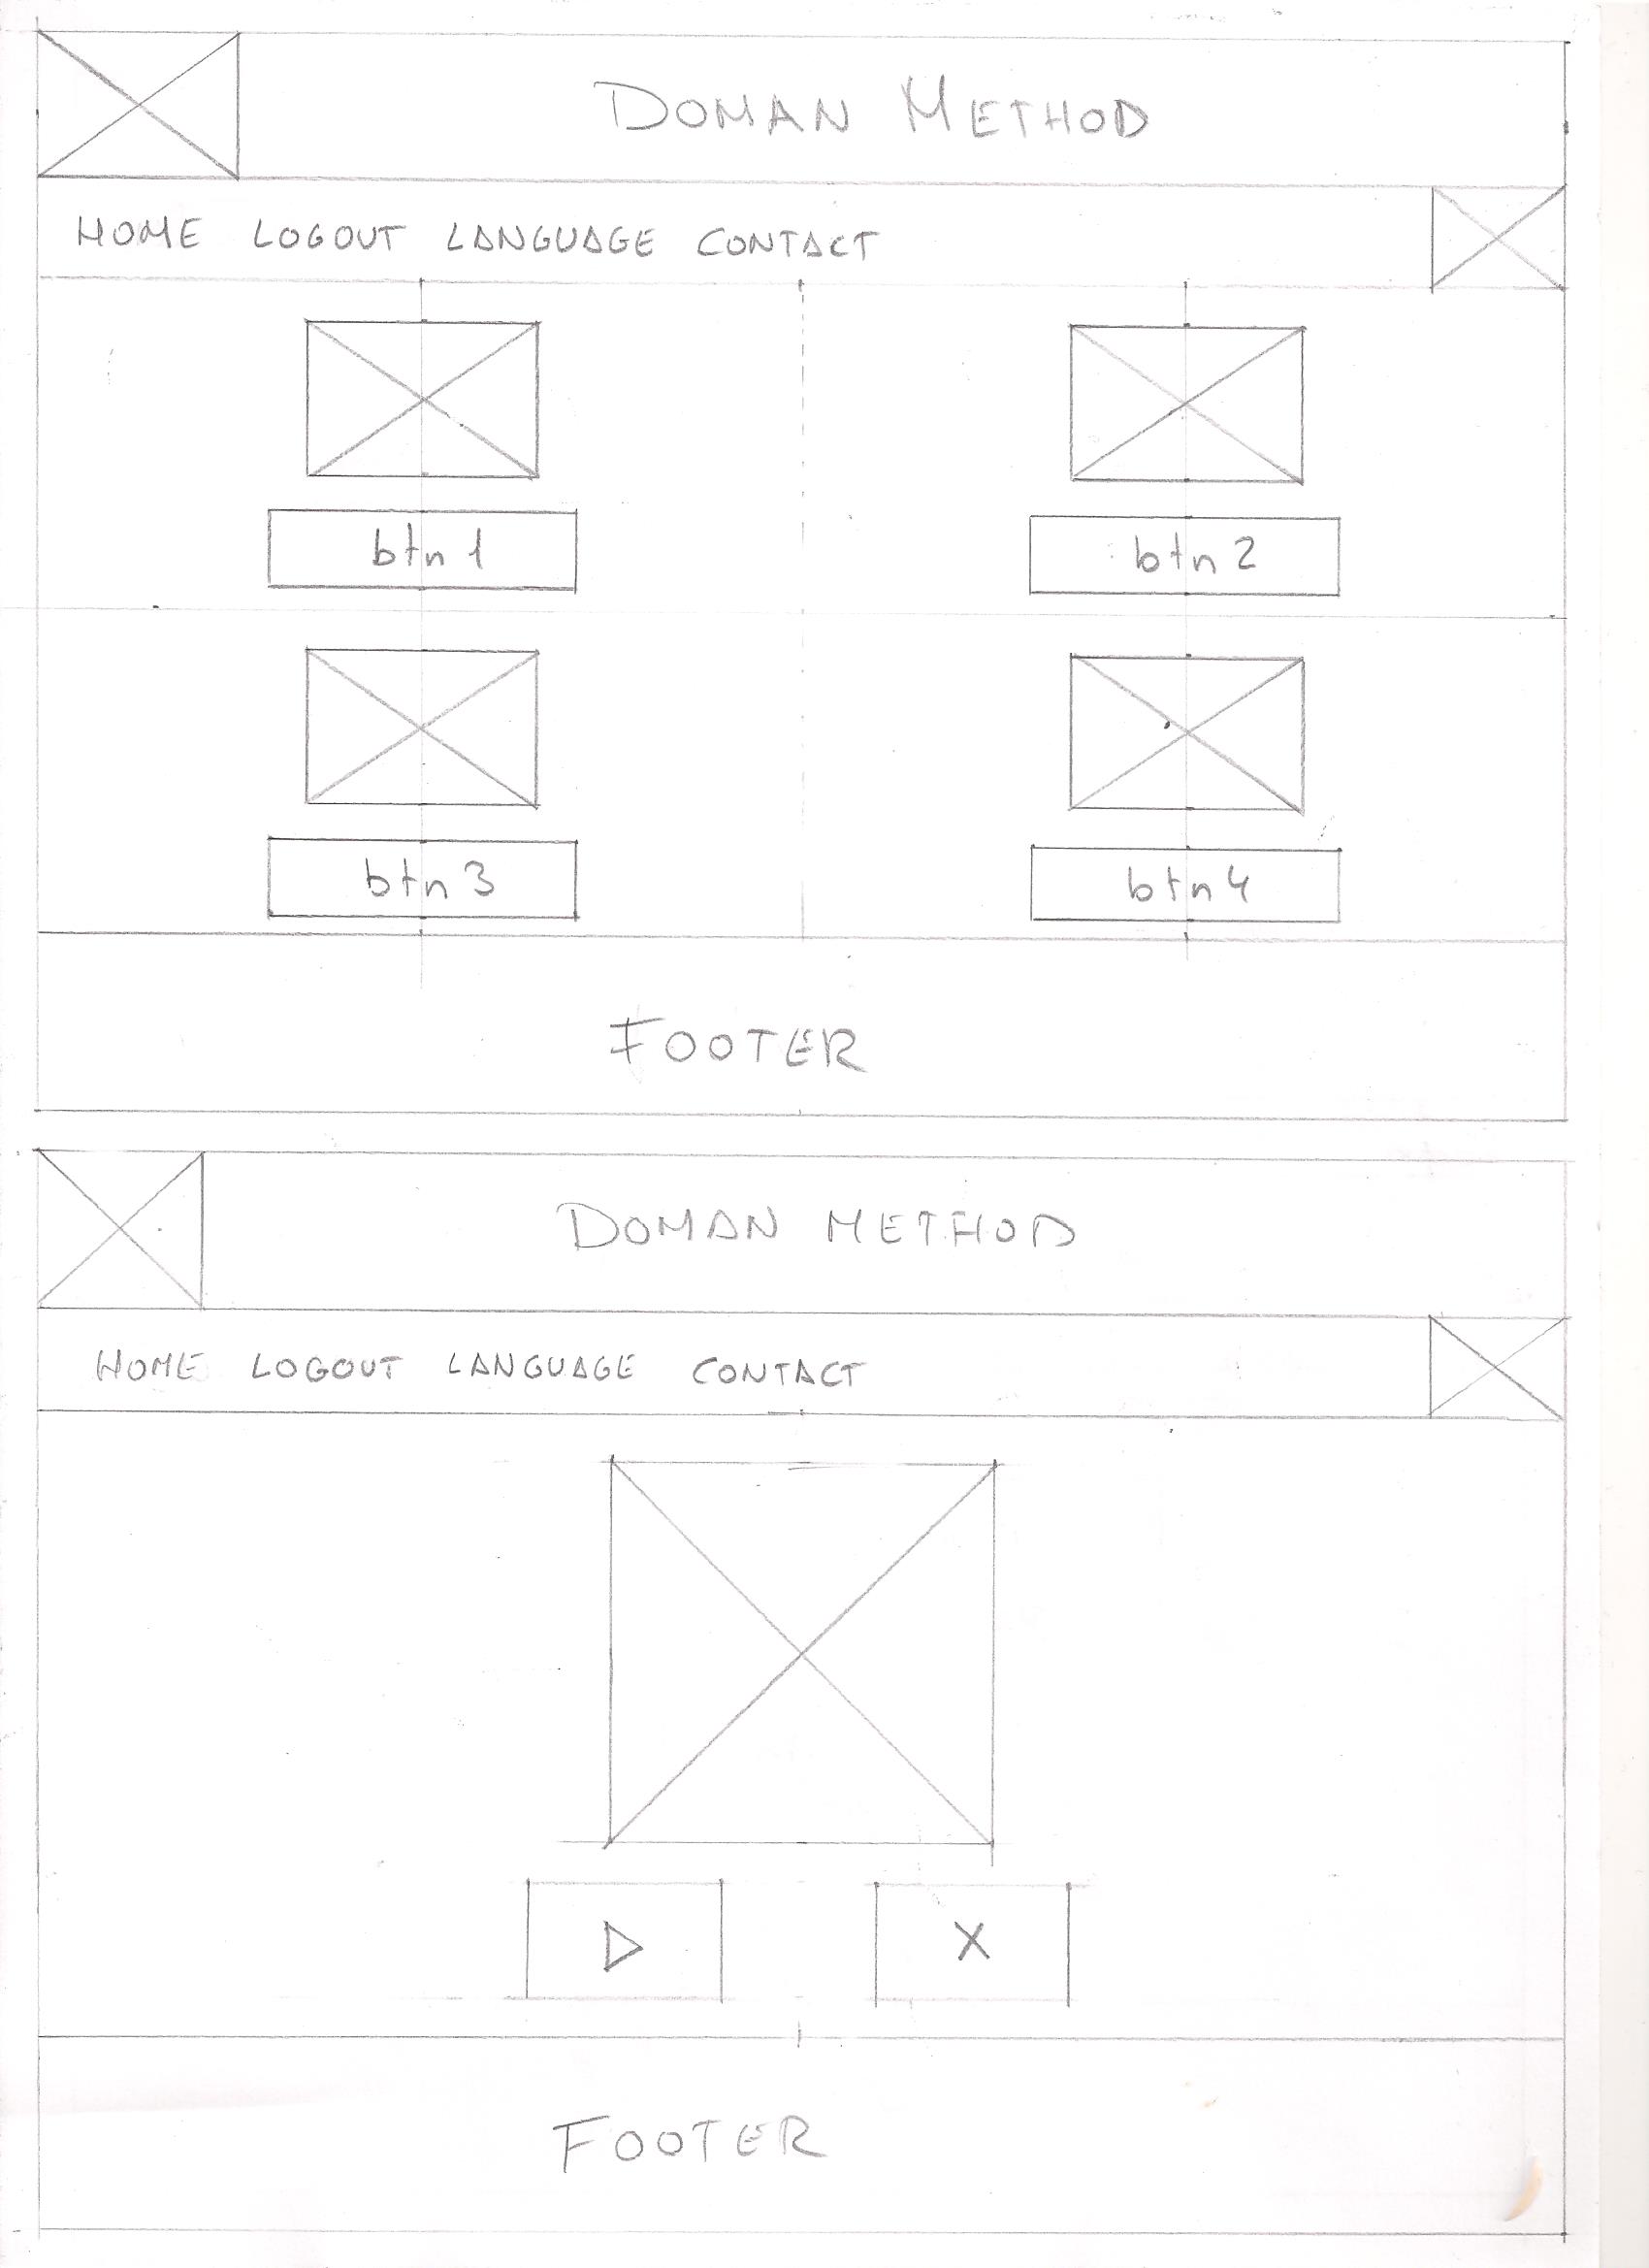 DOMAN METHOD
HOME LOGOUT LANGUAGE CONTACT
btn 1 btn 2
btn 3 btn 4
FOOTER
DOMAN METHOD
HOME LOGOUT LANGUAGE CONTACT
X
FOOTER